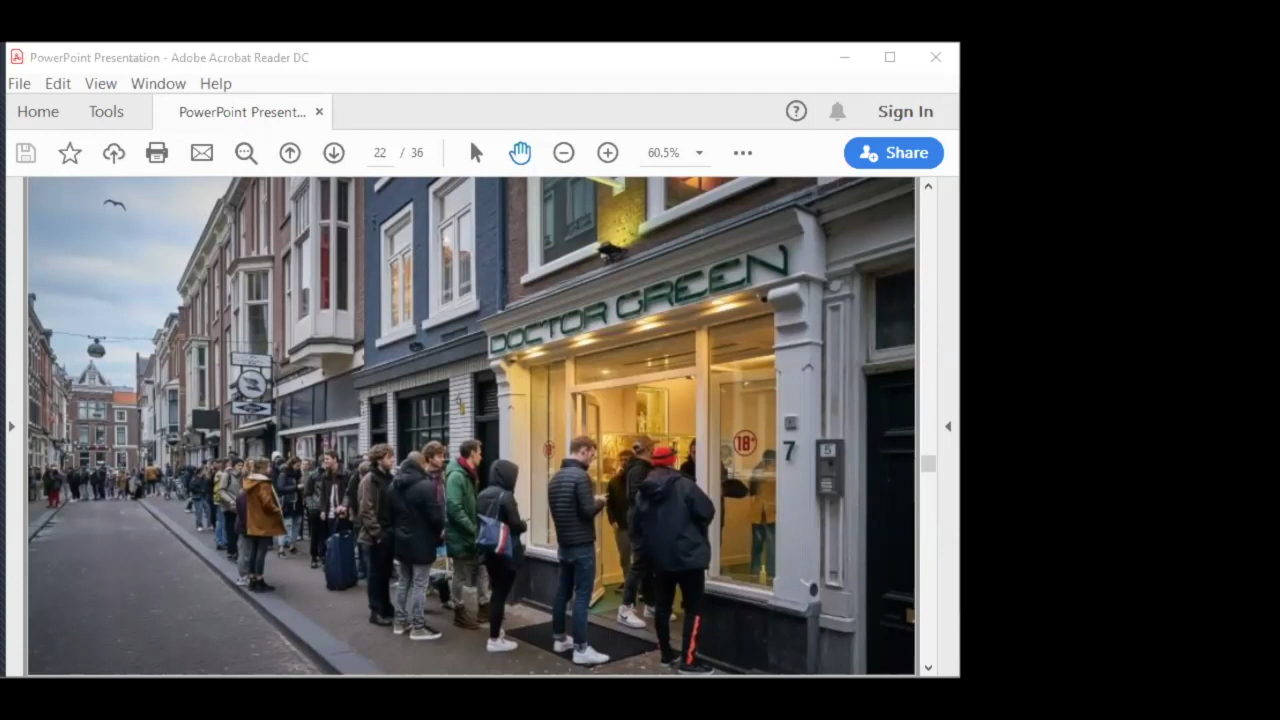 PowerPoint Presentation - Adobe Acrobat Reader DC
File Edit View Window Help
Home Tools PowerPoint Present... × Sign In
22 / 36 60,5% Share
DOCTOR GREEN
18+
7
5